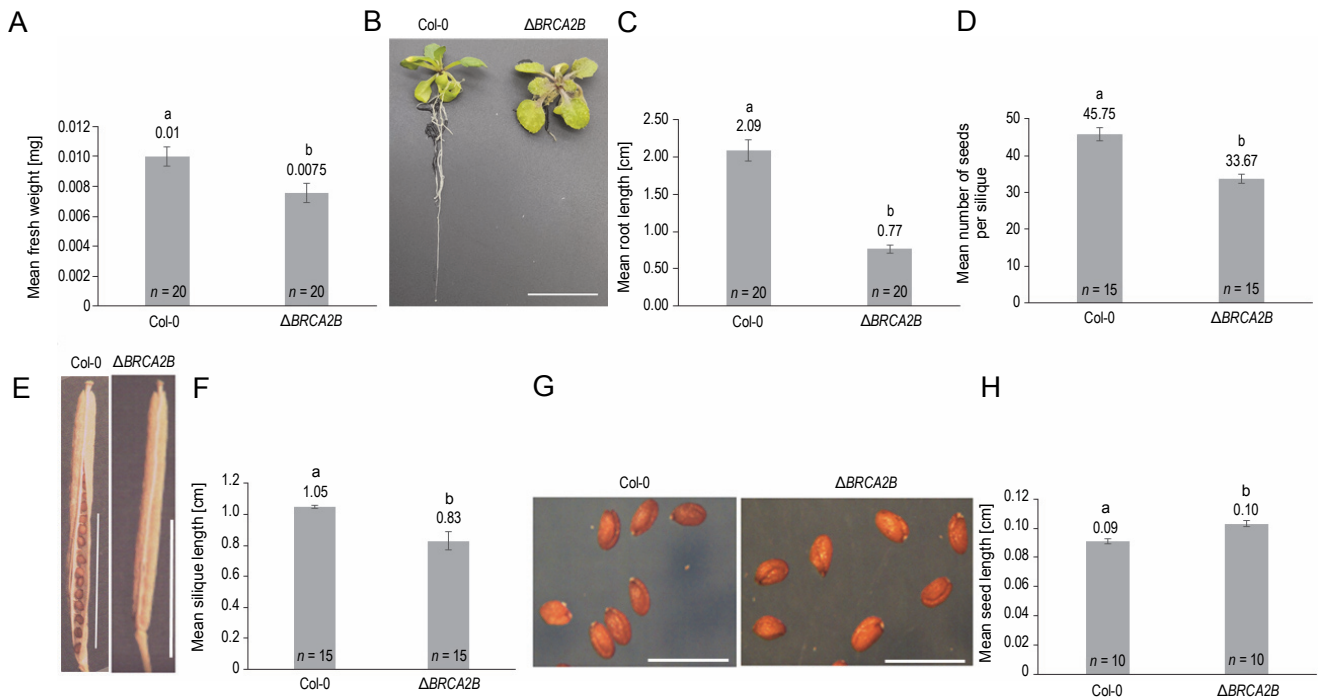 A
Mean fresh weight [mg]
0.012
0.010
0.008
0.006
0.004
0.002
0
a
0.01
b
0.0075
n = 20
n = 20
Col-0
ΔBRCA2B
B
Col-0
ΔBRCA2B
C
Mean root length [cm]
2.50
2.00
1.50
1.00
0.50
0.00
a
2.09
b
0.77
n = 20
n = 20
Col-0
ΔBRCA2B
D
Mean number of seeds
per silique
50
40
30
20
10
0
a
45.75
b
33.67
n = 15
n = 15
Col-0
ΔBRCA2B
E
Col-0
ΔBRCA2B
F
Mean silique length [cm]
1.2
1.0
0.8
0.6
0.4
0.2
0
a
1.05
b
0.83
n = 15
n = 15
Col-0
ΔBRCA2B
G
Col-0
ΔBRCA2B
H
Mean seed length [cm]
0.12
0.10
0.08
0.06
0.04
0.02
0.00
a
0.09
b
0.10
n = 10
n = 10
Col-0
ΔBRCA2B